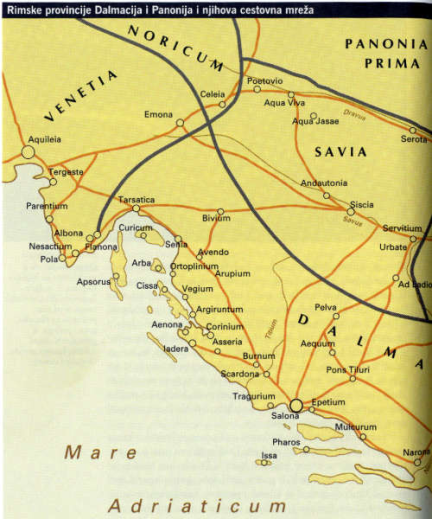 Rimske provincije Dalmacija i Panonija i njihova cestovna mreža
NORICUM
PANONIA
PRIMA
VENETIA
Poetovio
Celeia
Aqua Viva
Emona
Aqua Jasae
Dravus
Serota
Aquileia
SAVIA
Tergeste
Andautonia
Parentium
Tarsatica
Siscia
Bivium
Savus
Albona
Curicum
Servitium
Nesactium
Flanona
Senia
Urbate
Pola
Avendo
Arba
Ortoplinium
Arupium
Apsorus
Cissa
Vegium
Ad Ladios
Argiruntum
Pelva
Aenona
Corinium
DALMA
Iadera
Asseria
Titium
Aequum
Burnum
Scardona
Pons Tiluri
Tragurium
Epetium
Salona
Muicurum
Mare
Pharos
Issa
Narona
Adriaticum